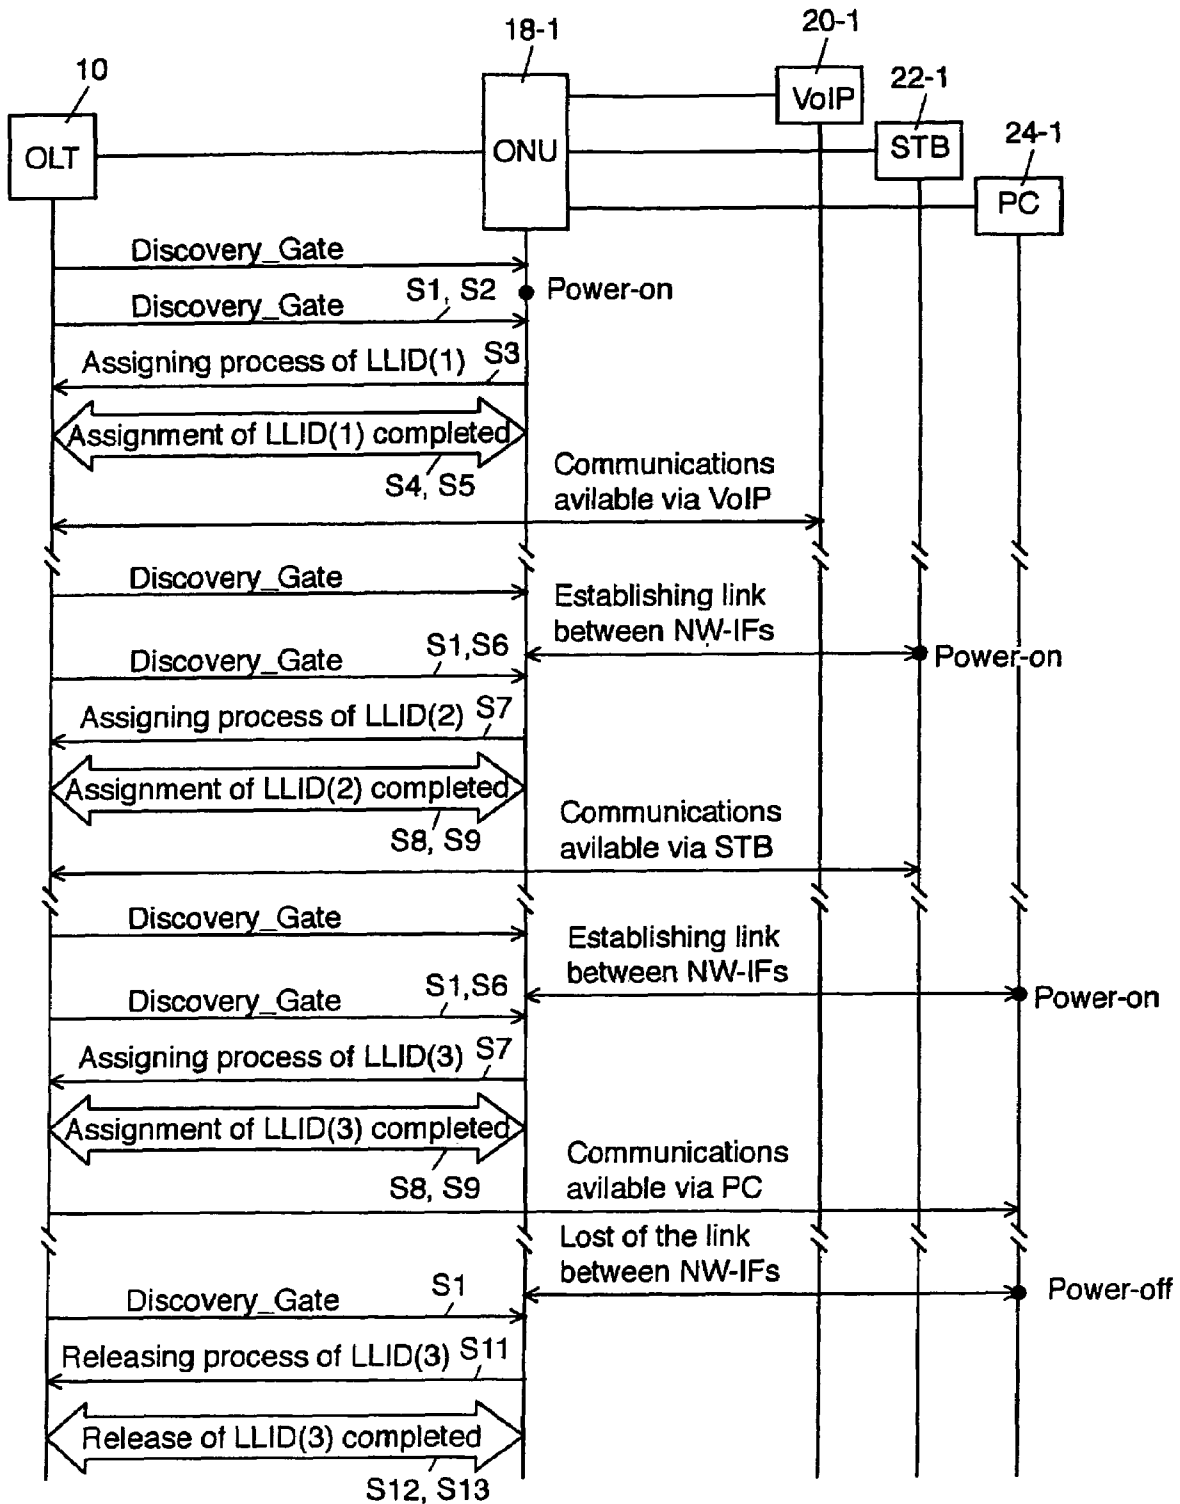 18-1
20-1
10
22-1
VoIP
24-1
OLT
ONU
STB
PC
Discovery_Gate
S1, S2
Power-on
Discovery_Gate
Assigning process of LLID(1)
S3
Assignment of LLID(1) completed
S4, S5
Communications
avilable via VoIP
Discovery_Gate
Establishing link
between NW-IFs
S1,S6
Power-on
Discovery_Gate
Assigning process of LLID(2)
S7
Assignment of LLID(2) completed
S8, S9
Communications
avilable via STB
Discovery_Gate
Establishing link
between NW-IFs
S1,S6
Power-on
Discovery_Gate
Assigning process of LLID(3)
S7
Assignment of LLID(3) completed
S8, S9
Communications
avilable via PC
Lost of the link
between NW-IFs
S1
Power-off
Discovery_Gate
Releasing process of LLID(3)
S11
Release of LLID(3) completed
S12, S13